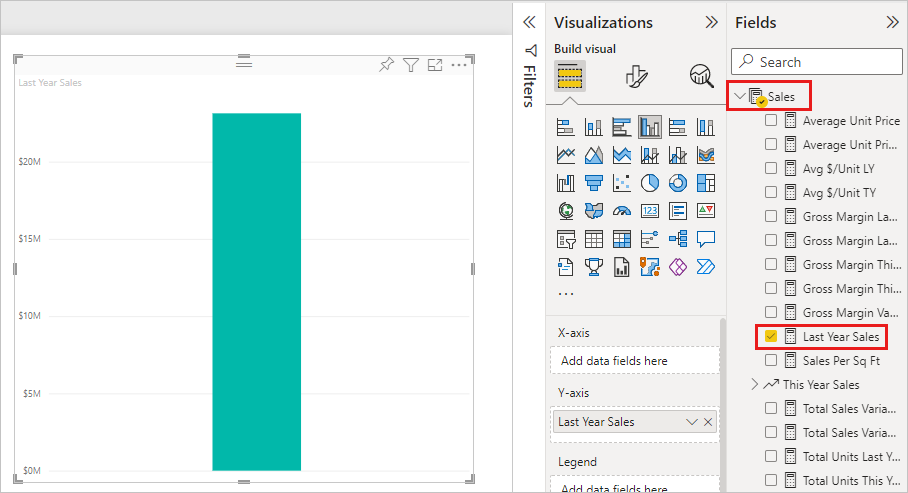 Last Year Sales
$20M
$15M
$10M
$5M
$0M
Filters
Visualizations
Build visual
123
X-axis
Add data fields here
Y-axis
Last Year Sales
Legend
Add data fields here
Fields
Search
Sales
Average Unit Price
Average Unit Pri...
Avg $/Unit LY
Avg $/Unit TY
Gross Margin La...
Gross Margin La...
Gross Margin Thi...
Gross Margin Thi...
Gross Margin Va...
Last Year Sales
Sales Per Sq Ft
This Year Sales
Total Sales Varia...
Total Sales Varia...
Total Units Last Y...
Total Units This Y...